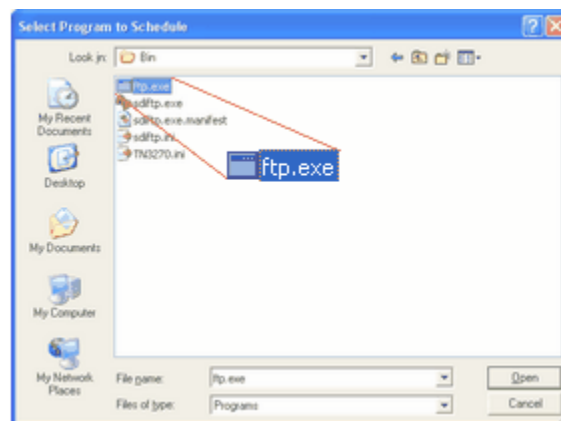 Select Program to Schedule
Look in:
Bin
ftp.exe
sdftp.exe
sdftp.exe.manifest
sdftp.ini
TN3270.ini
ftp.exe
My Recent
Documents
Desktop
My Documents
My Computer
My Network
Places
File name:
ftp.exe
Open
Files of type:
Programs
Cancel